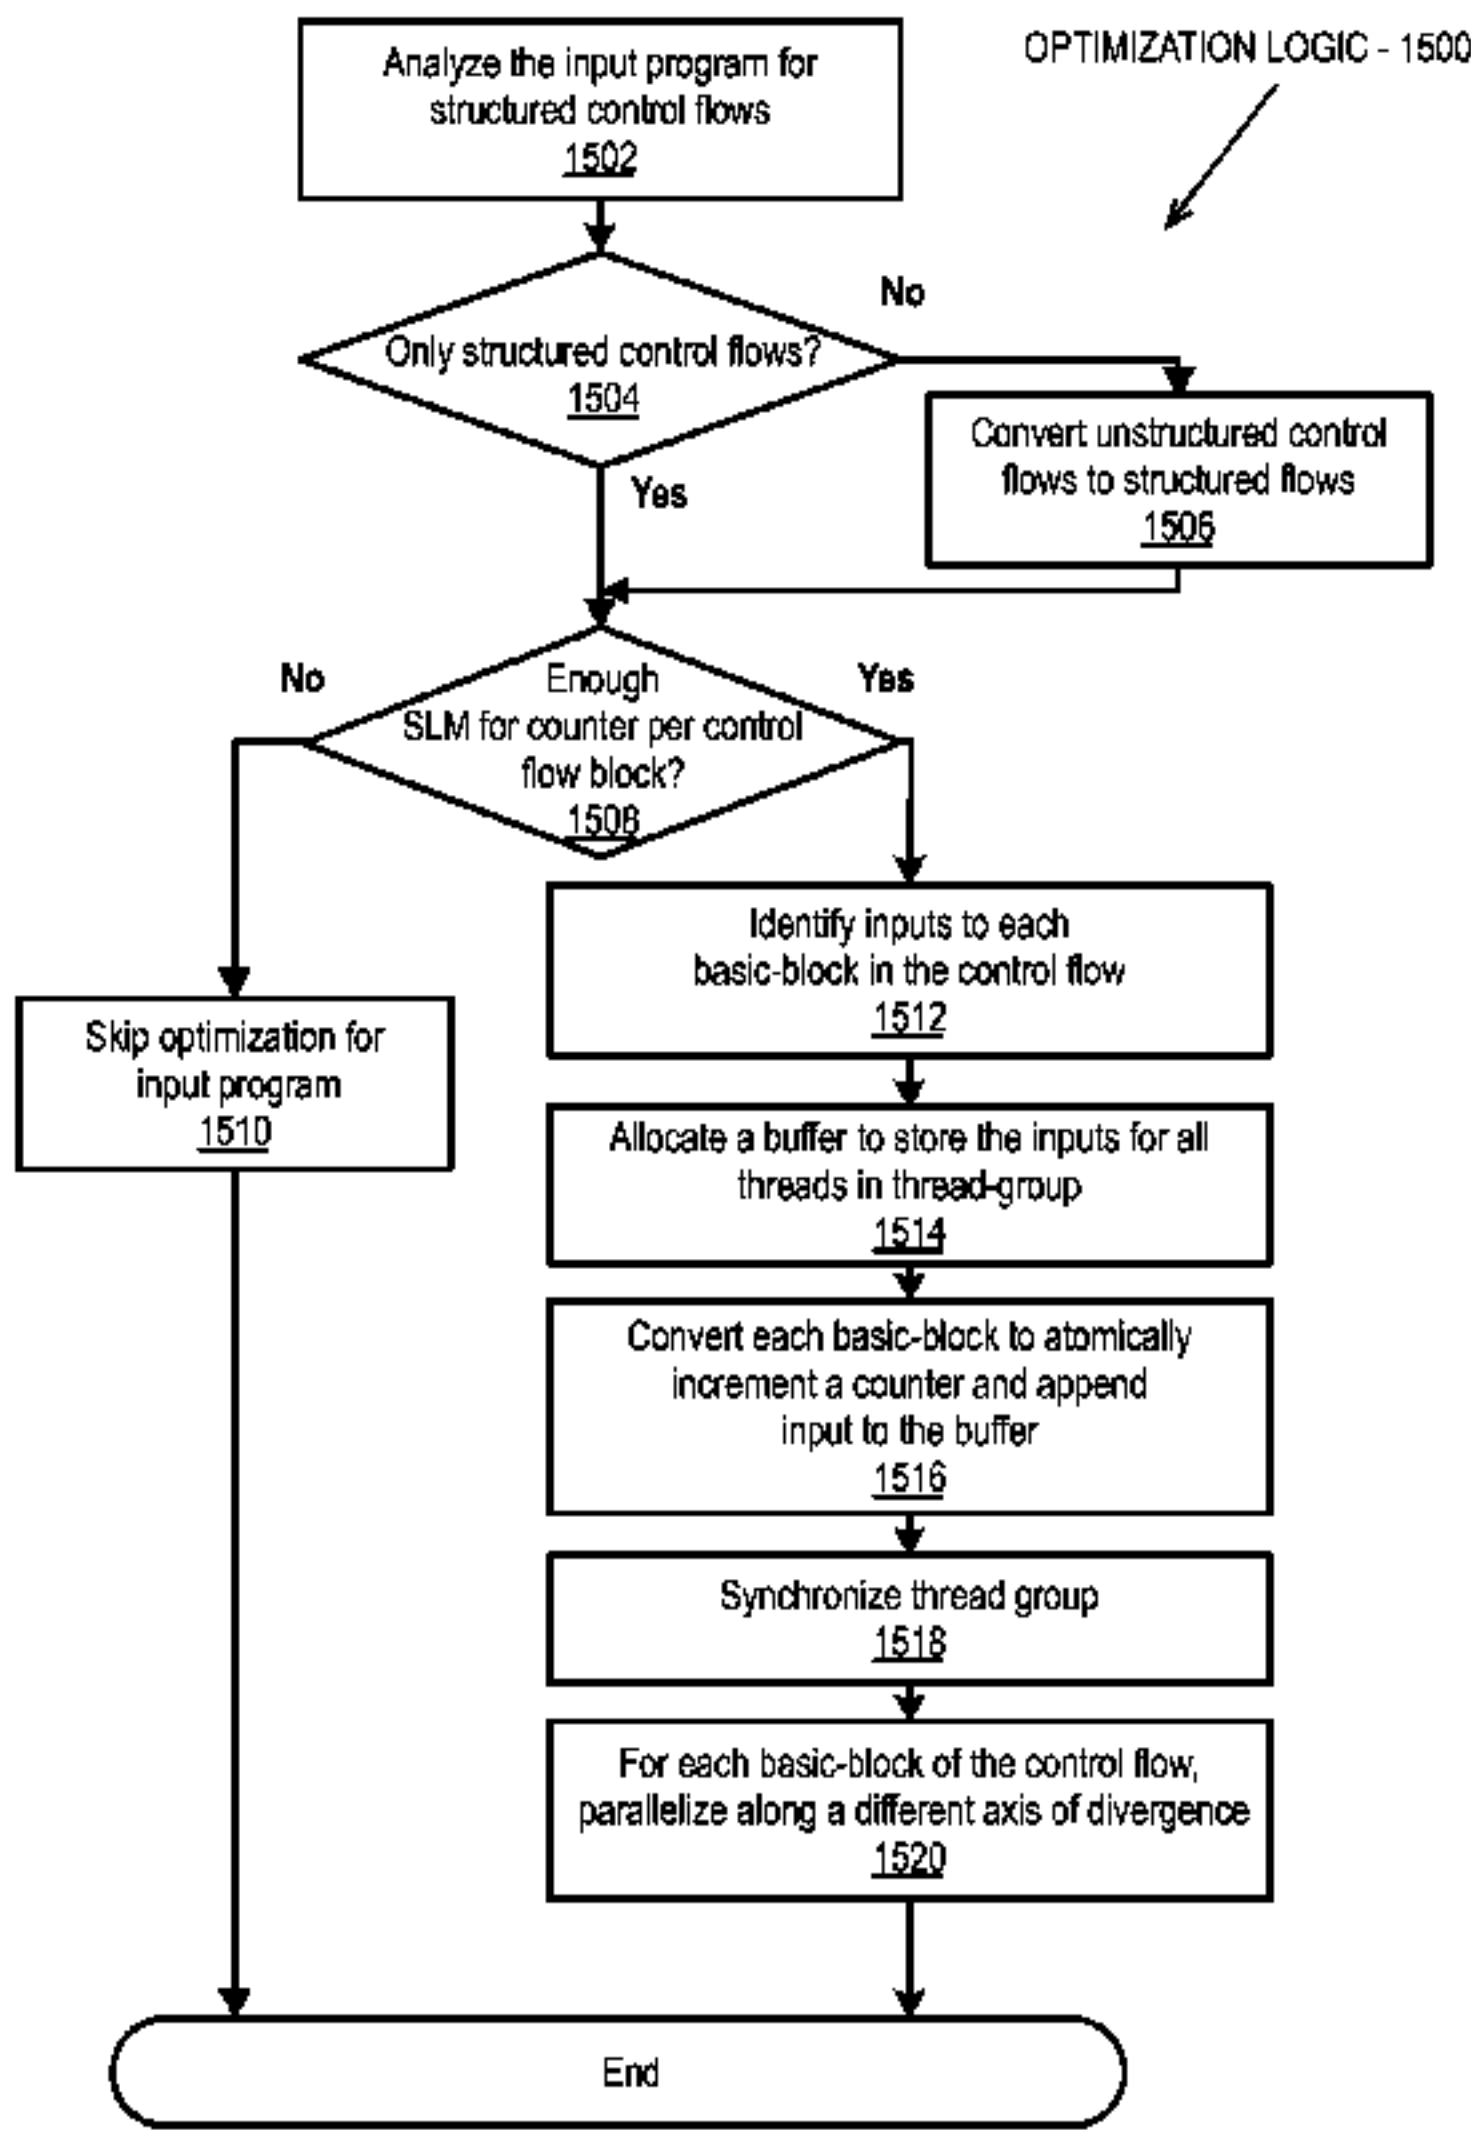 OPTIMIZATION LOGIC - 1500
Analyze the input program for
structured control flows
1502
No
Only structured control flows?
1504
Convert unstructured control
flows to structured flows
1506
Yes
No
Yes
Enough
SLM for counter per control
flow block?
1508
Identify inputs to each
basic-block in the control flow
1512
Skip optimization for
input program
1510
Allocate a buffer to store the inputs for all
threads in thread-group
1514
Convert each basic-block to atomically
increment a counter and append
input to the buffer
1516
Synchronize thread group
1518
For each basic-block of the control flow,
parallelize along a different axis of divergence
1520
End